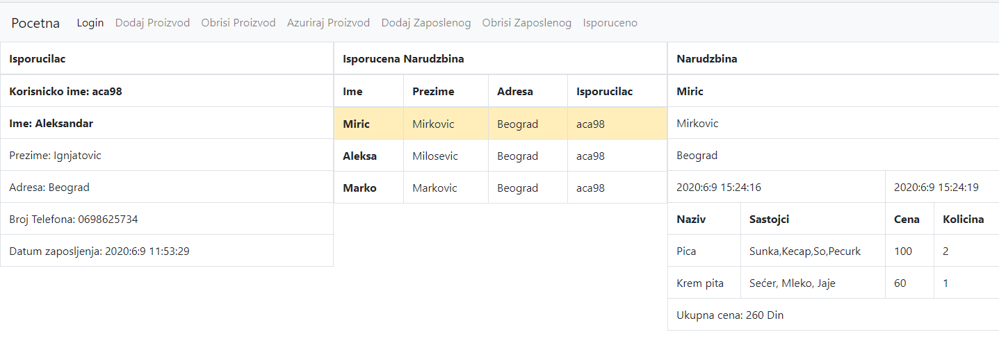 Pocetna Login Dodaj Proizvod Obrisi Proizvod Azuriraj Proizvod Dodaj Zaposlenog Obrisi Zaposlenog Isporuceno
Isporucilac
Korisnicko ime: aca98
Ime: Aleksandar
Prezime: Ignjatovic
Adresa: Beograd
Broj Telefona: 0698625734
Datum zaposljenja: 2020:6:9 11:53:29
Isporucena Narudzbina
Ime Prezime Adresa Isporucilac
Miric Mirkovic Beograd aca98
Aleksa Milosevic Beograd aca98
Marko Markovic Beograd aca98
Narudzbina
Miric
Mirkovic
Beograd
2020:6:9 15:24:16 2020:6:9 15:24:19
Naziv Sastojci Cena Kolicina
Pica Sunka,Kecap,So,Pecurk 100 2
Krem pita Sećer, Mleko, Jaje 60 1
Ukupna cena: 260 Din